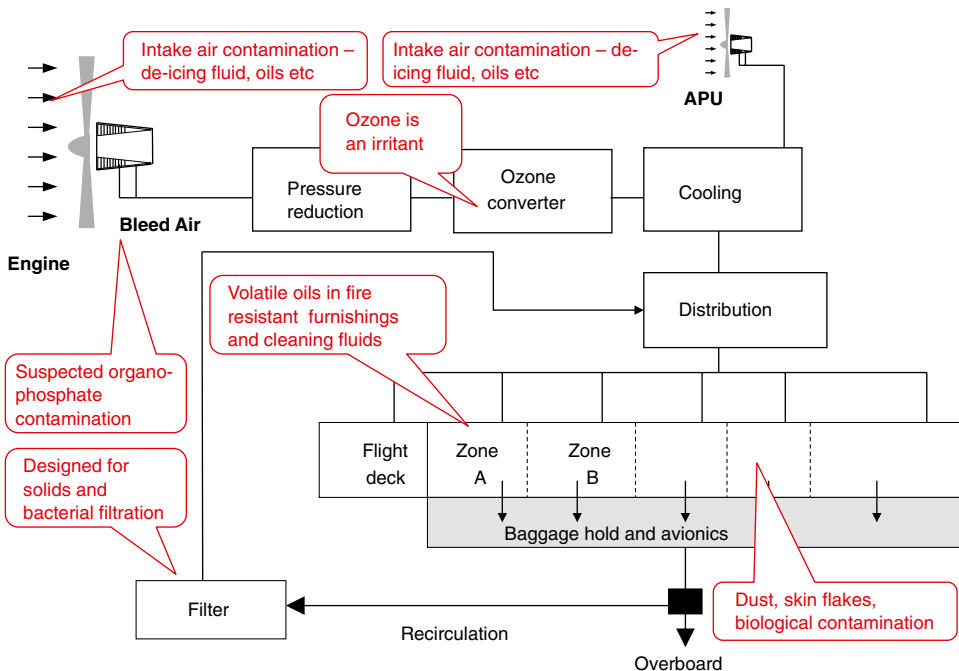 Intake air contamination –
de-icing fluid, oils etc
Intake air contamination – de-
icing fluid, oils etc
APU
Ozone is
an irritant
Pressure
reduction
Ozone
converter
Cooling
Bleed Air
Engine
Volatile oils in fire
resistant furnishings
and cleaning fluids
Distribution
Suspected organo-
phosphate
contamination
Flight
deck
Zone
A
Zone
B
Designed for
solids and
bacterial filtration
Baggage hold and avionics
Filter
Recirculation
Dust, skin flakes,
biological contamination
Overboard